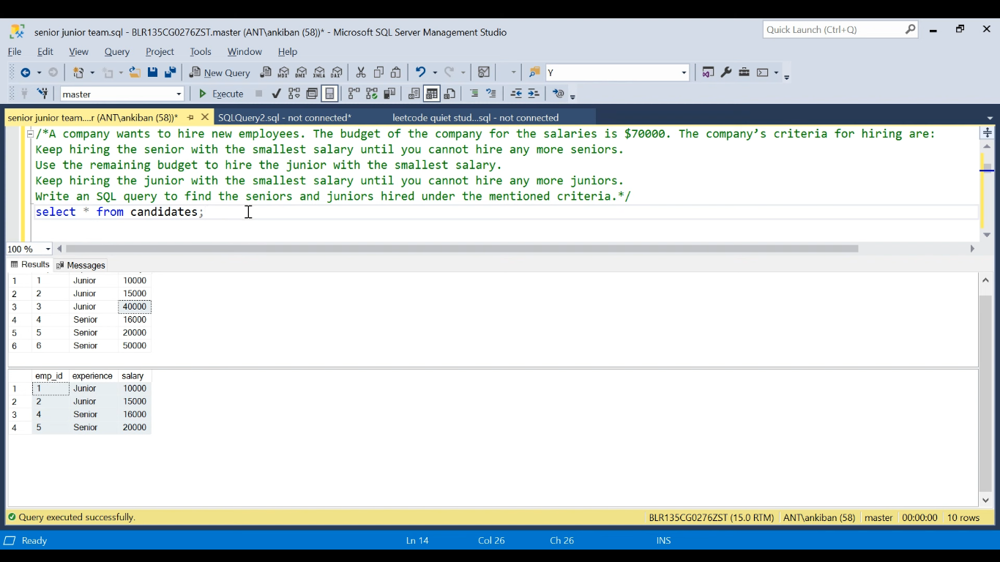 senior junior team.sql - BLR135CG0276ZST.master (ANT\ankiban (58))* - Microsoft SQL Server Management Studio
Quick Launch (Ctrl+Q)
File Edit View Query Project Tools Window Help
New Query MDX DMX XMLA DAX Y
master Execute
senior junior team....r (ANT\ankiban (58))* SQLQuery2.sql - not connected* leetcode quiet stud...sql - not connected
/*A company wants to hire new employees. The budget of the company for the salaries is $70000. The company’s criteria for hiring are:
Keep hiring the senior with the smallest salary until you cannot hire any more seniors.
Use the remaining budget to hire the junior with the smallest salary.
Keep hiring the junior with the smallest salary until you cannot hire any more juniors.
Write an SQL query to find the seniors and juniors hired under the mentioned criteria.*/
select * from candidates;
100 %
Results Messages
1 1 Junior 10000
2 2 Junior 15000
3 3 Junior 40000
4 4 Senior 16000
5 5 Senior 20000
6 6 Senior 50000
emp_id experience salary
1 1 Junior 10000
2 2 Junior 15000
3 4 Senior 16000
4 5 Senior 20000
Query executed successfully. BLR135CG0276ZST (15.0 RTM) ANT\ankiban (58) master 00:00:00 10 rows
Ready Ln 14 Col 26 Ch 26 INS